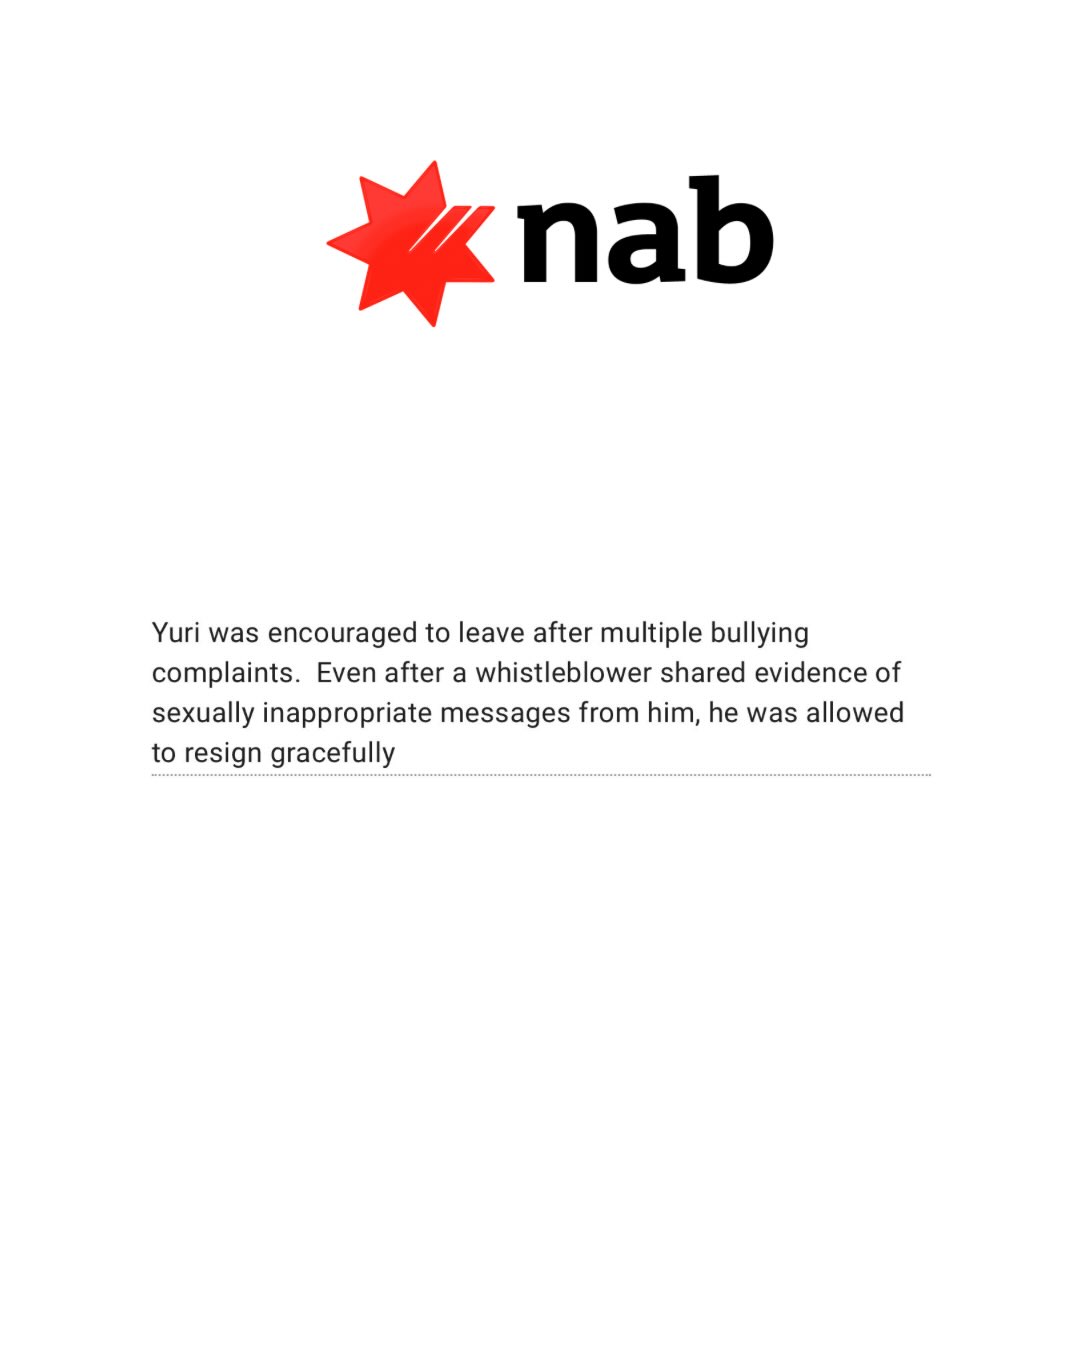 nab
Yuri was encouraged to leave after multiple bullying
complaints.  Even after a whistleblower shared evidence of
sexually inappropriate messages from him, he was allowed
to resign gracefully